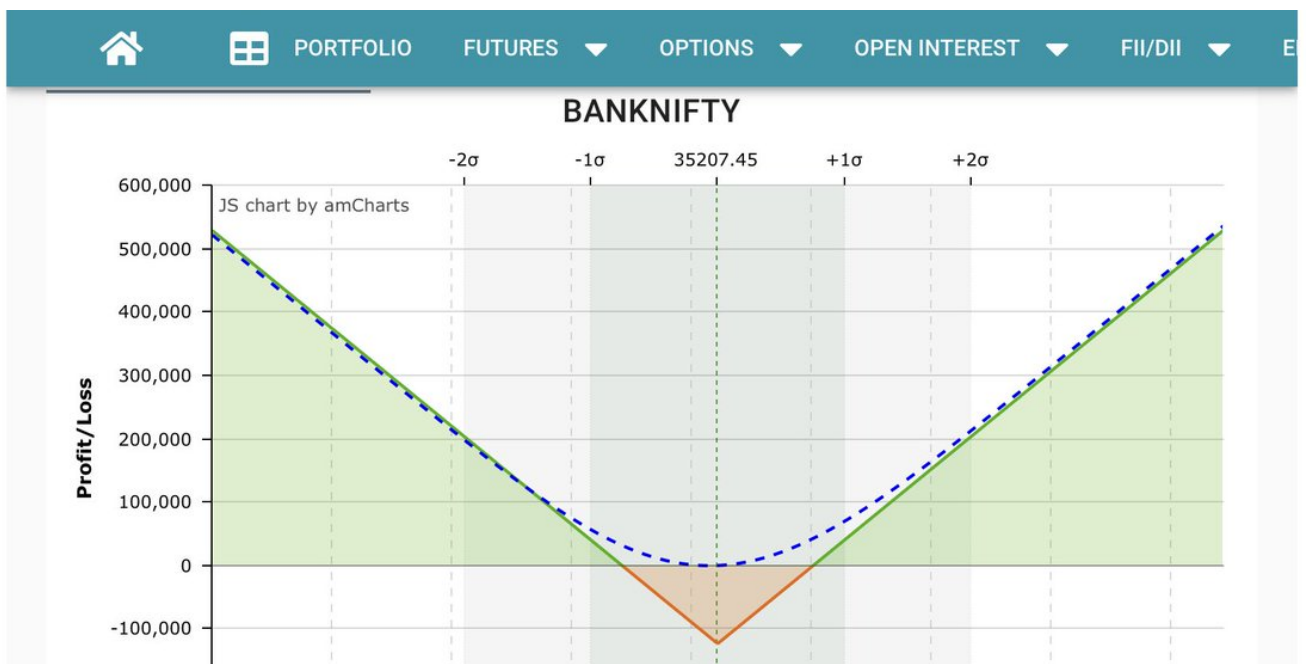 PORTFOLIO FUTURES OPTIONS OPEN INTEREST FII/DII
BANKNIFTY
-2σ -1σ 35207.45 +1σ +2σ
600,000
JS chart by amCharts
500,000
400,000
300,000
200,000
100,000
0
-100,000
Profit/Loss